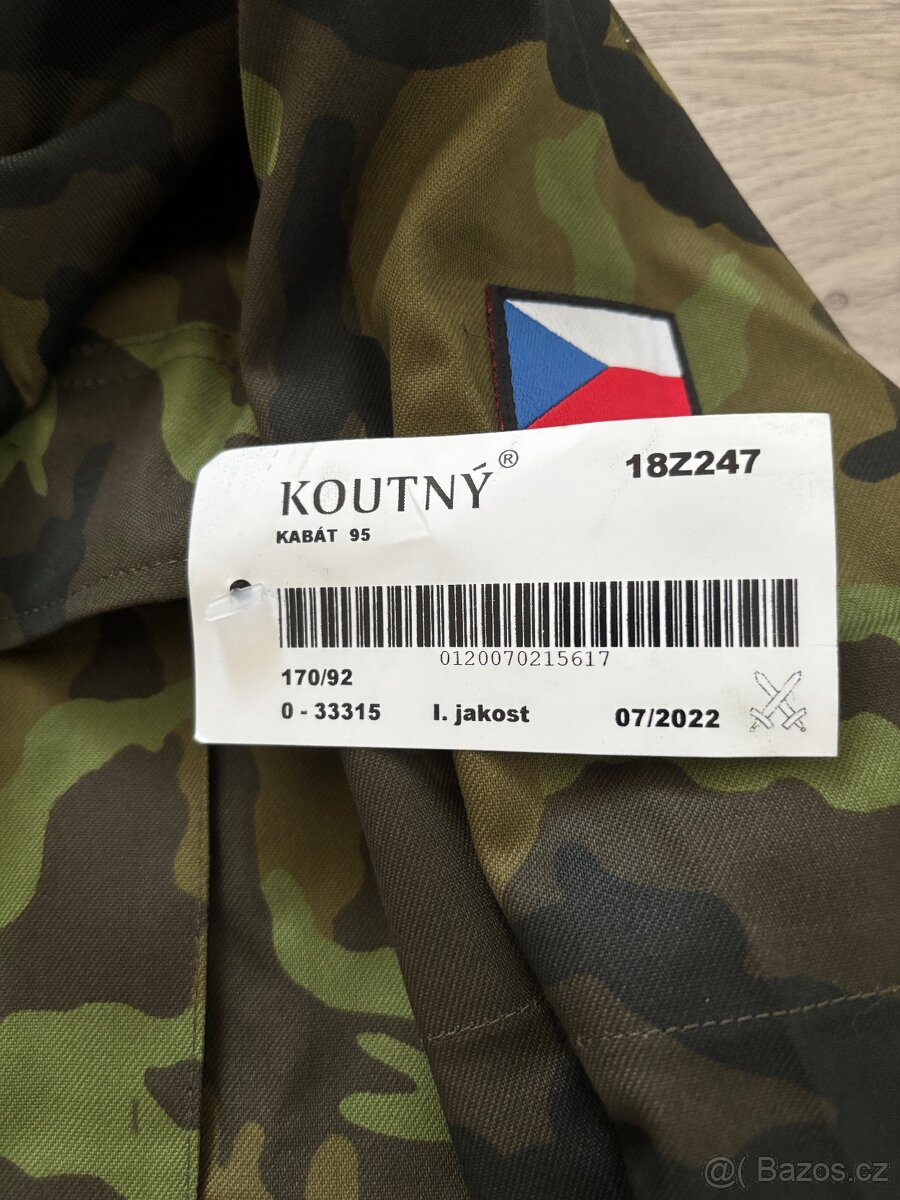 KOUTNÝ®
18Z247
KABÁT 95
0120070215617
170/92
0 - 33315 I. jakost 07/2022
@( Bazos.cz